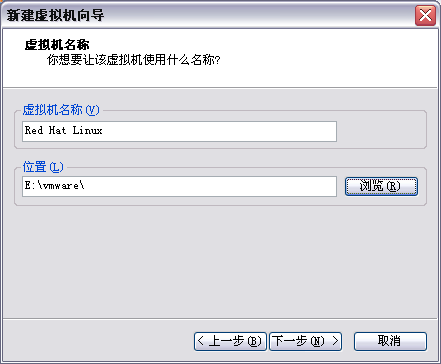 新建虚拟机向导
虚拟机名称
你想要让该虚拟机使用什么名称?
虚拟机名称(V)
Red Hat Linux
位置(L)
E:\vmware\
浏览(R)
< 上一步(B) 下一步(N) > 取消